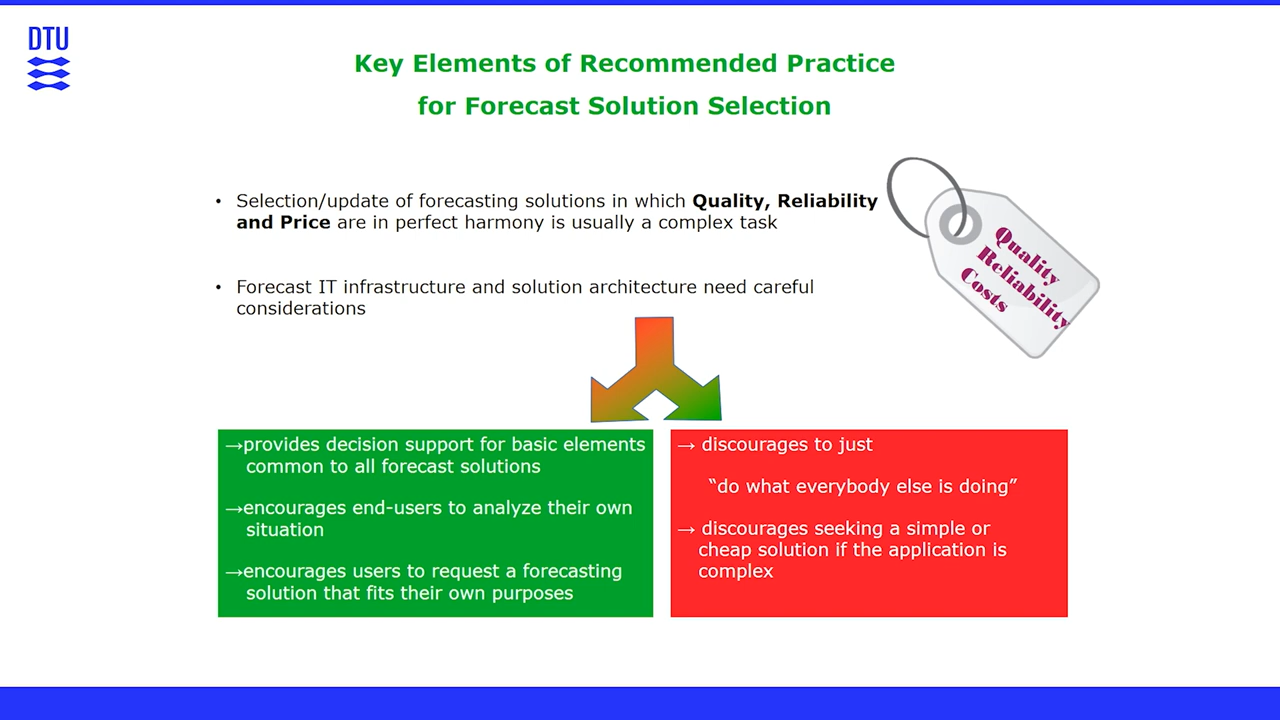 DTU
Key Elements of Recommended Practice
for Forecast Solution Selection
• Selection/update of forecasting solutions in which Quality, Reliability
and Price are in perfect harmony is usually a complex task
• Forecast IT infrastructure and solution architecture need careful
considerations
Quality
Reliability
Costs
→provides decision support for basic elements
common to all forecast solutions
→encourages end-users to analyze their own
situation
→encourages users to request a forecasting
solution that fits their own purposes
→ discourages to just
“do what everybody else is doing”
→ discourages seeking a simple or
cheap solution if the application is
complex